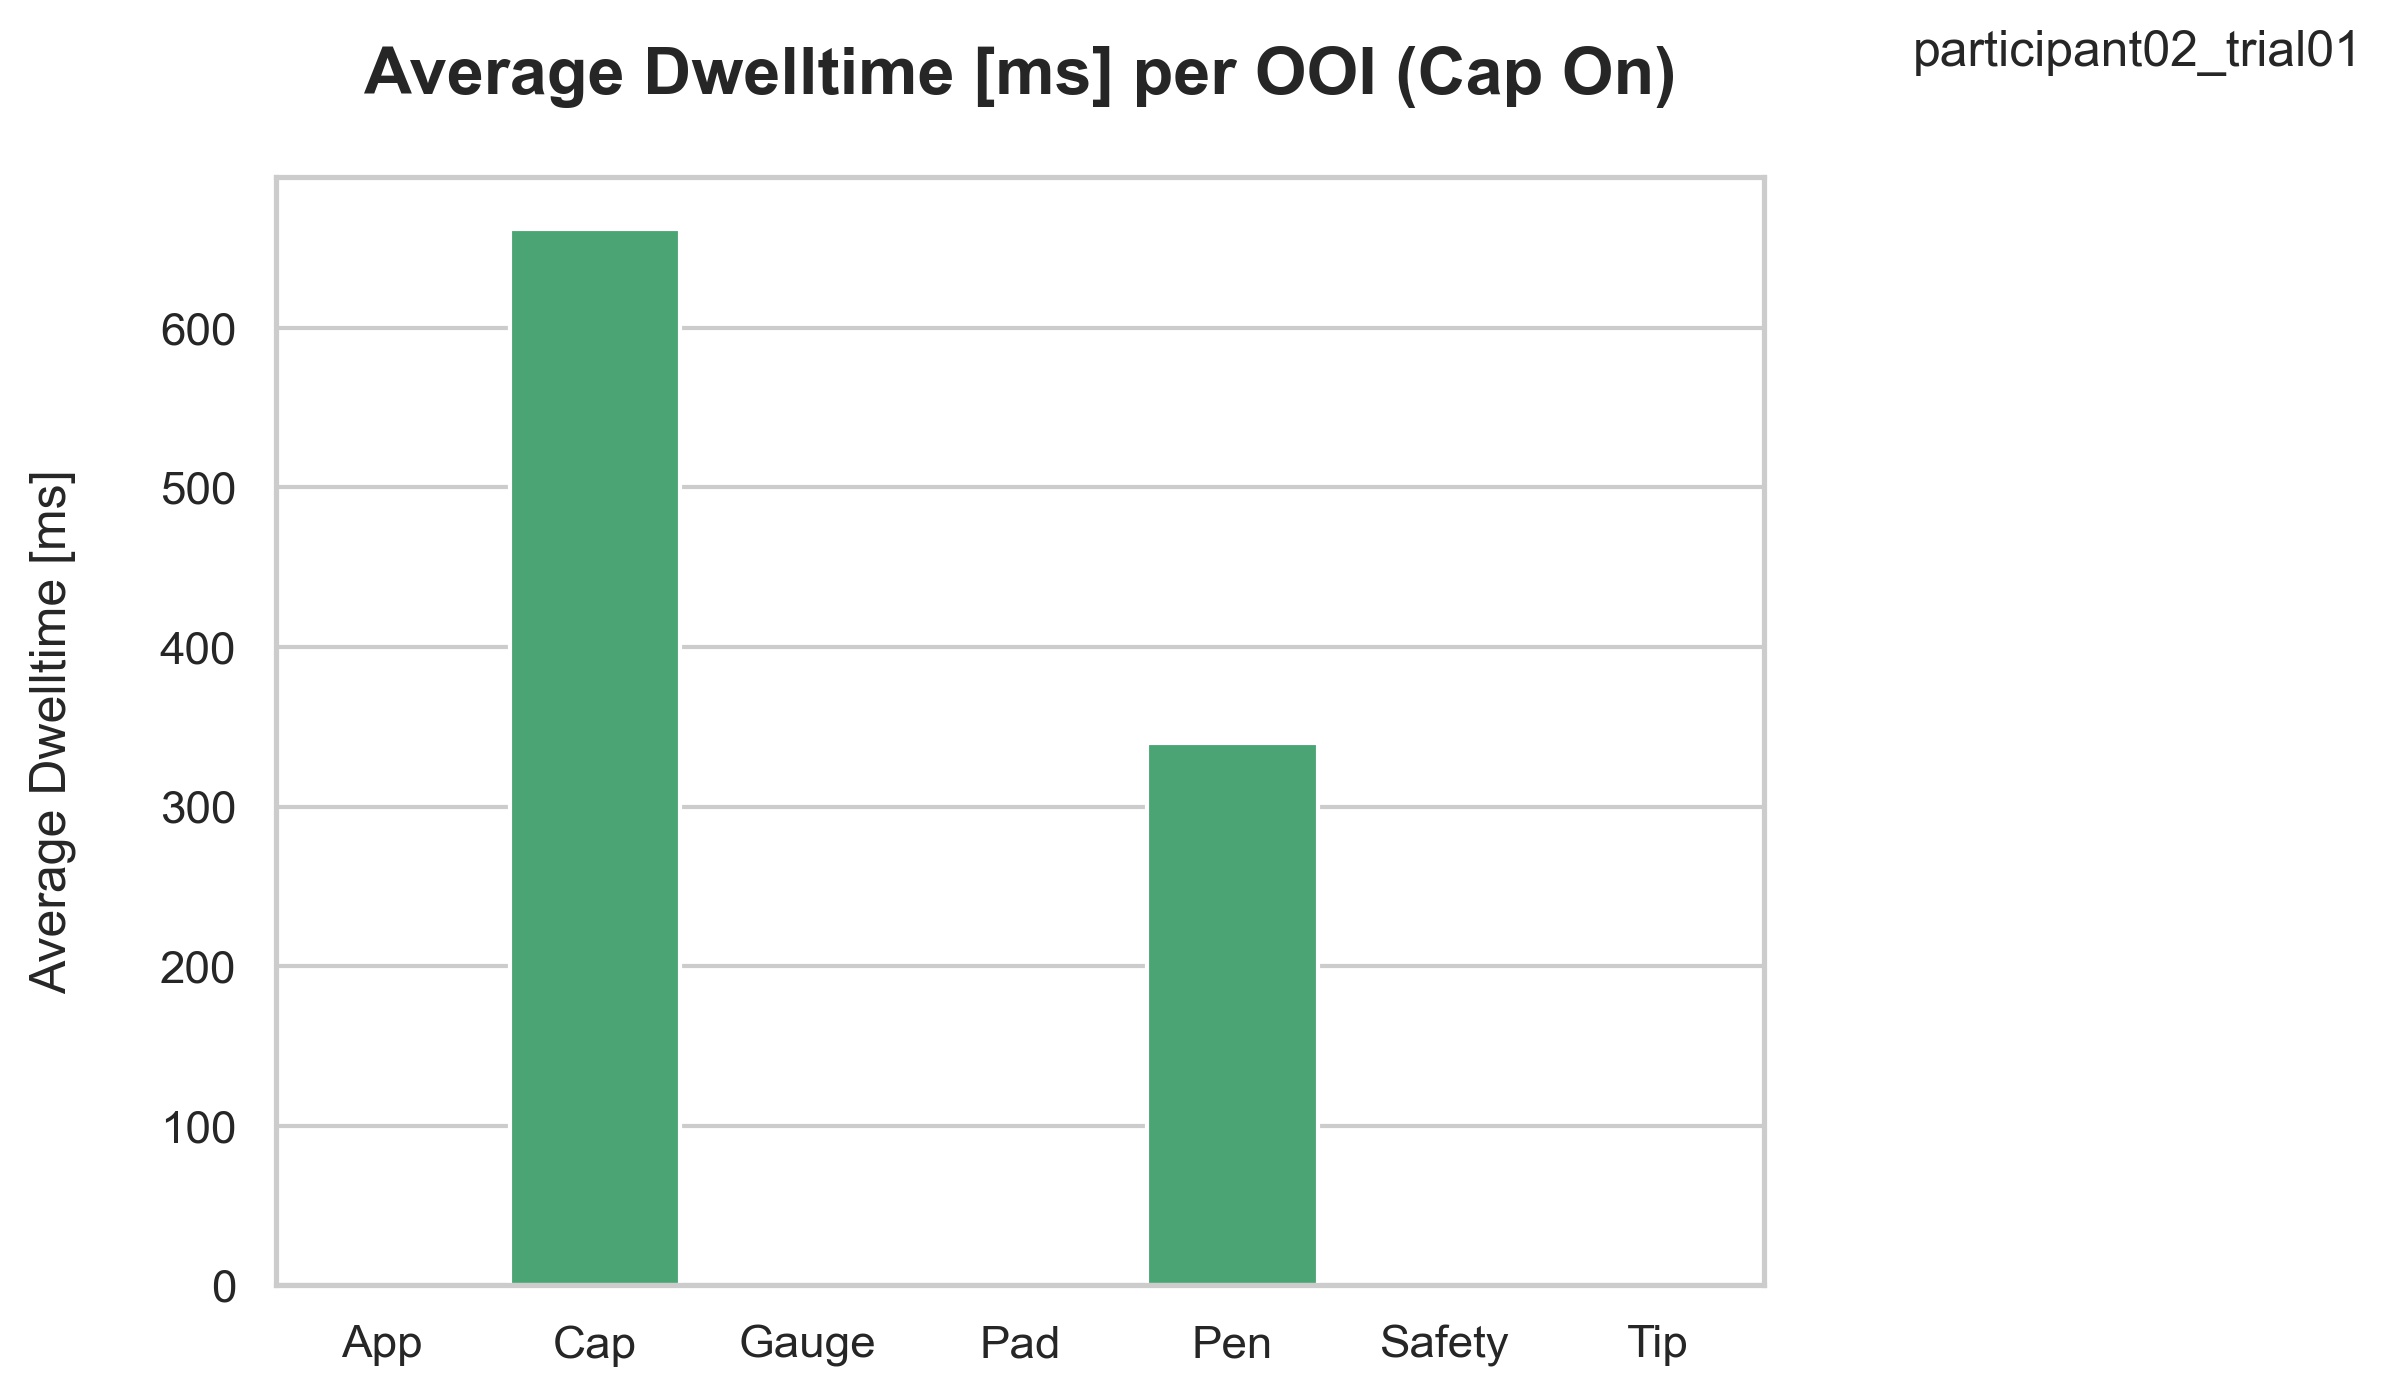 participant02_trial01
Average Dwelltime [ms] per OOI (Cap On)
Average Dwelltime [ms]
600
500
400
300
200
100
0
App Cap Gauge Pad Pen Safety Tip